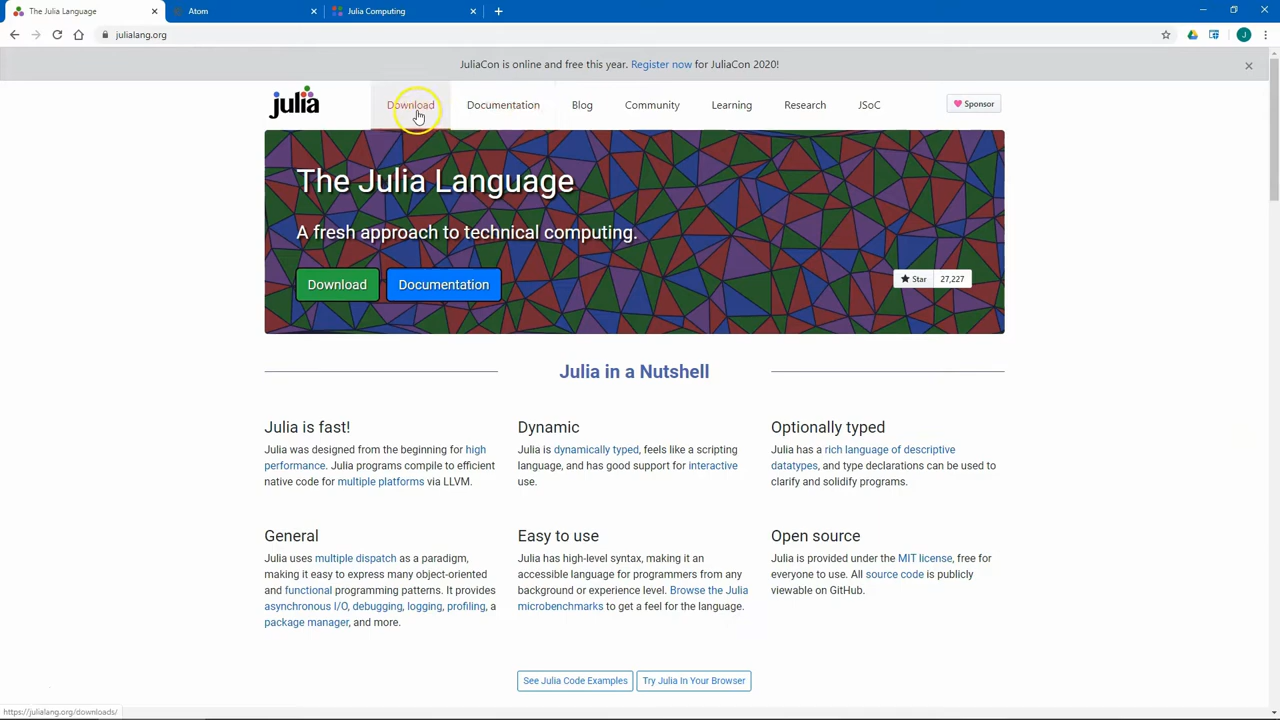 The Julia Language
Atom
Julia Computing
julialang.org
J
JuliaCon is online and free this year. Register now for JuliaCon 2020!
julia
Download
Documentation
Blog
Community
Learning
Research
JSoC
Sponsor
The Julia Language
A fresh approach to technical computing.
Download
Documentation
Star
27,227
Julia in a Nutshell
Julia is fast!
Julia was designed from the beginning for high
performance. Julia programs compile to efficient
native code for multiple platforms via LLVM.
Dynamic
Julia is dynamically typed, feels like a scripting
language, and has good support for interactive
use.
Optionally typed
Julia has a rich language of descriptive
datatypes, and type declarations can be used to
clarify and solidify programs.
General
Julia uses multiple dispatch as a paradigm,
making it easy to express many object-oriented
and functional programming patterns. It provides
asynchronous I/O, debugging, logging, profiling, a
package manager, and more.
Easy to use
Julia has high-level syntax, making it an
accessible language for programmers from any
background or experience level. Browse the Julia
microbenchmarks to get a feel for the language.
Open source
Julia is provided under the MIT license, free for
everyone to use. All source code is publicly
viewable on GitHub.
See Julia Code Examples
Try Julia In Your Browser
https://julialang.org/downloads/